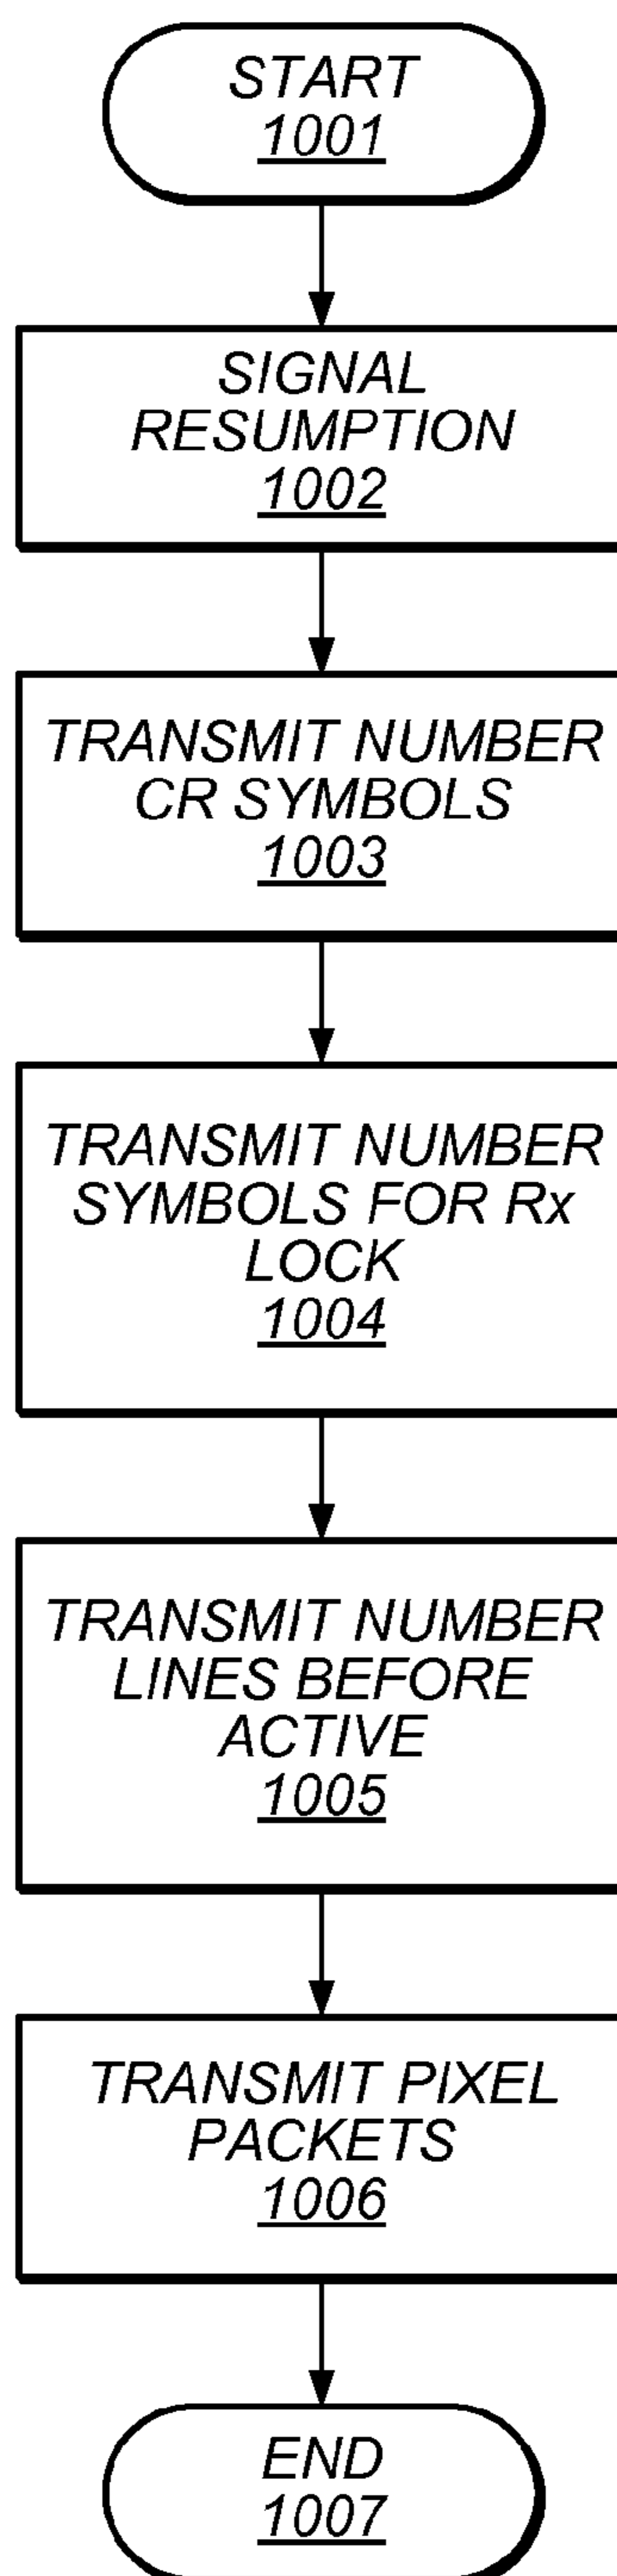 START
1001
SIGNAL
RESUMPTION
1002
TRANSMIT NUMBER
CR SYMBOLS
1003
TRANSMIT NUMBER
SYMBOLS FOR Rx
LOCK
1004
TRANSMIT NUMBER
LINES BEFORE
ACTIVE
1005
TRANSMIT PIXEL
PACKETS
1006
END
1007